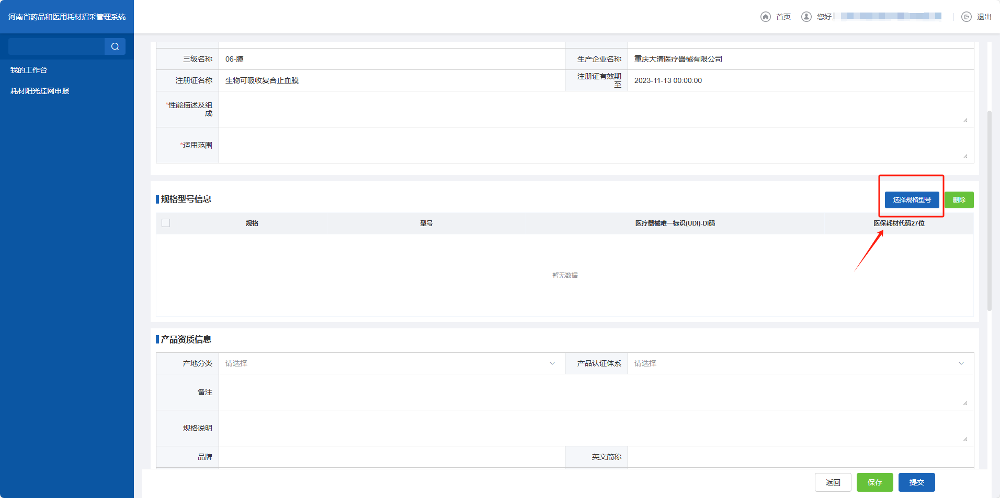 河南省药品和医用耗材招采管理系统
首页
您好,
退出
我的工作台
耗材阳光挂网申报
三级名称
06-膜
生产企业名称
重庆大清医疗器械有限公司
注册证名称
生物可吸收复合止血膜
注册证有效期
至
2023-11-13 00:00:00
*性能描述及组
成
*适用范围
规格型号信息
选择规格型号
删除
规格
型号
医疗器械唯一标识(UDI)-DI码
医保耗材代码27位
暂无数据
产品资质信息
产地分类
请选择
产品认证体系
请选择
备注
规格说明
品牌
英文简称
返回
保存
提交